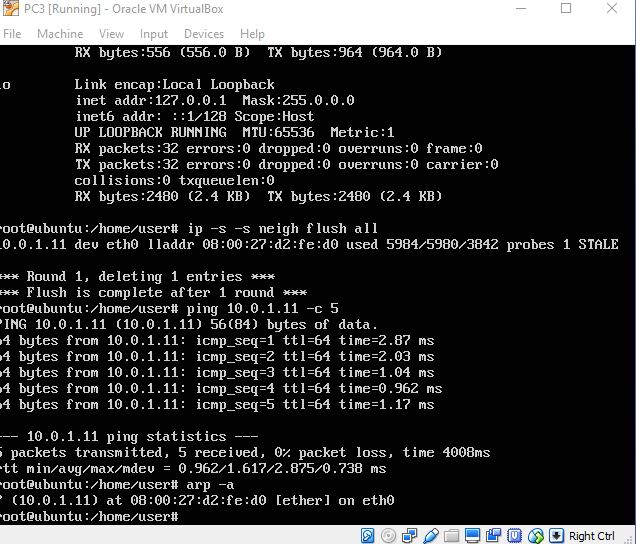 PC3 [Running] - Oracle VM VirtualBox
File Machine View Input Devices Help
RX bytes:556 (556.0 B) TX bytes:964 (964.0 B)
lo Link encap:Local Loopback
inet addr:127.0.0.1 Mask:255.0.0.0
inet6 addr: ::1/128 Scope:Host
UP LOOPBACK RUNNING MTU:65536 Metric:1
RX packets:32 errors:0 dropped:0 overruns:0 frame:0
TX packets:32 errors:0 dropped:0 overruns:0 carrier:0
collisions:0 txqueuelen:0
RX bytes:2480 (2.4 KB) TX bytes:2480 (2.4 KB)
root@ubuntu:/home/user# ip -s -s neigh flush all
10.0.1.11 dev eth0 lladdr 08:00:27:d2:fe:d0 used 5984/5980/3842 probes 1 STALE
*** Round 1, deleting 1 entries ***
*** Flush is complete after 1 round ***
root@ubuntu:/home/user# ping 10.0.1.11 -c 5
PING 10.0.1.11 (10.0.1.11) 56(84) bytes of data.
64 bytes from 10.0.1.11: icmp_seq=1 ttl=64 time=2.87 ms
64 bytes from 10.0.1.11: icmp_seq=2 ttl=64 time=2.03 ms
64 bytes from 10.0.1.11: icmp_seq=3 ttl=64 time=1.04 ms
64 bytes from 10.0.1.11: icmp_seq=4 ttl=64 time=0.962 ms
64 bytes from 10.0.1.11: icmp_seq=5 ttl=64 time=1.17 ms
--- 10.0.1.11 ping statistics ---
5 packets transmitted, 5 received, 0% packet loss, time 4008ms
rtt min/avg/max/mdev = 0.962/1.617/2.875/0.738 ms
root@ubuntu:/home/user# arp -a
? (10.0.1.11) at 08:00:27:d2:fe:d0 [ether] on eth0
root@ubuntu:/home/user#
Right Ctrl